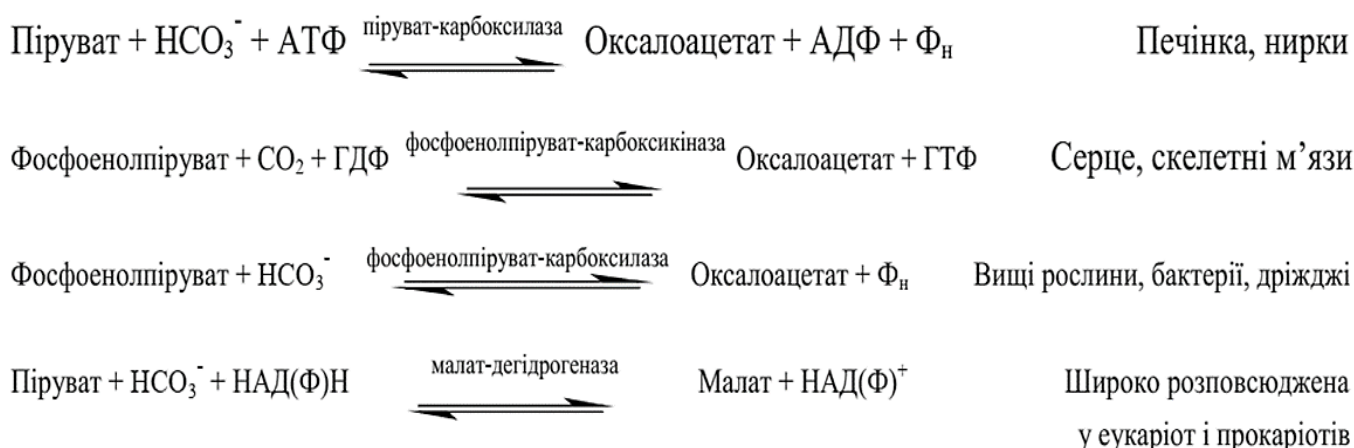 Піруват + HCO₃⁻ + АТФ піруват-карбоксилаза Оксалоацетат + АДФ + Фн Печінка, нирки
Фосфоенолпіруват + CO₂ + ГДФ фосфоенолпіруват-карбоксикіназа Оксалоацетат + ГТФ Серце, скелетні м’язи
Фосфоенолпіруват + HCO₃⁻ фосфоенолпіруват-карбоксилаза Оксалоацетат + Фн Вищі рослини, бактерії, дріжджі
Піруват + HCO₃⁻ + НАД(Ф)Н малат-дегідрогеназа Малат + НАД(Ф)⁺ Широко розповсюджена
у еукаріот і прокаріотів